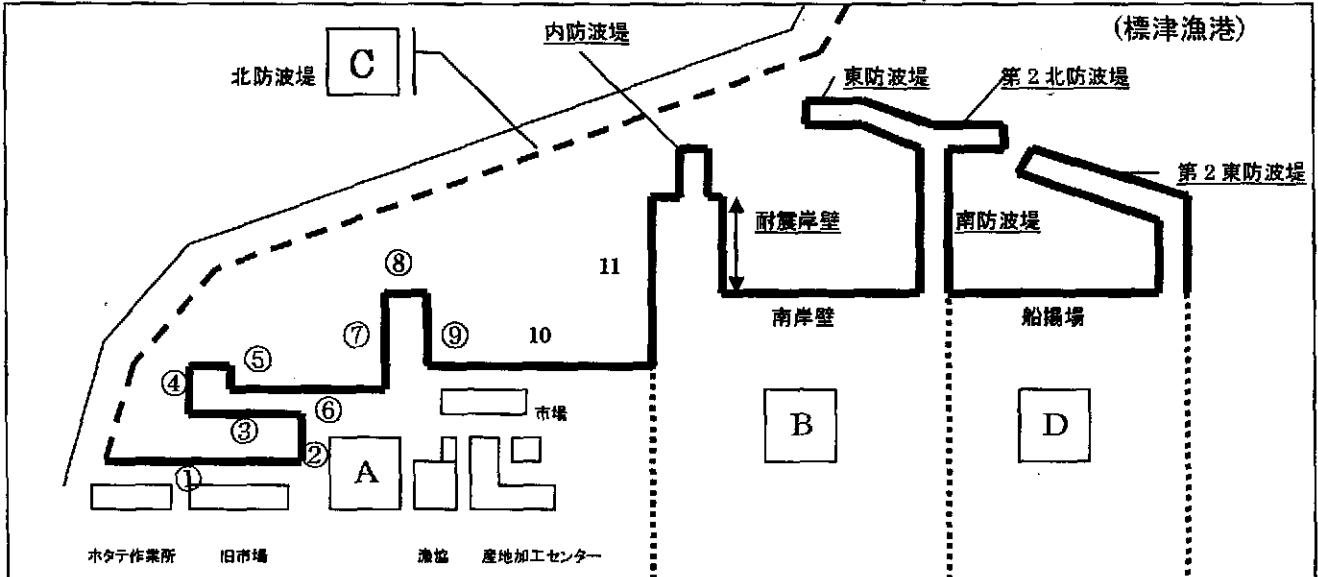 (標津漁港)
北防波堤
C
内防波堤
東防波堤
第2北防波堤
第2東防波堤
耐震岸壁
南防波堤
⑧
11
⑦
⑨
10
南岸壁
船揚場
⑤
④
⑥
③
市場
②
A
B
D
①
ホタテ作業所
旧市場
漁協
産地加工センター